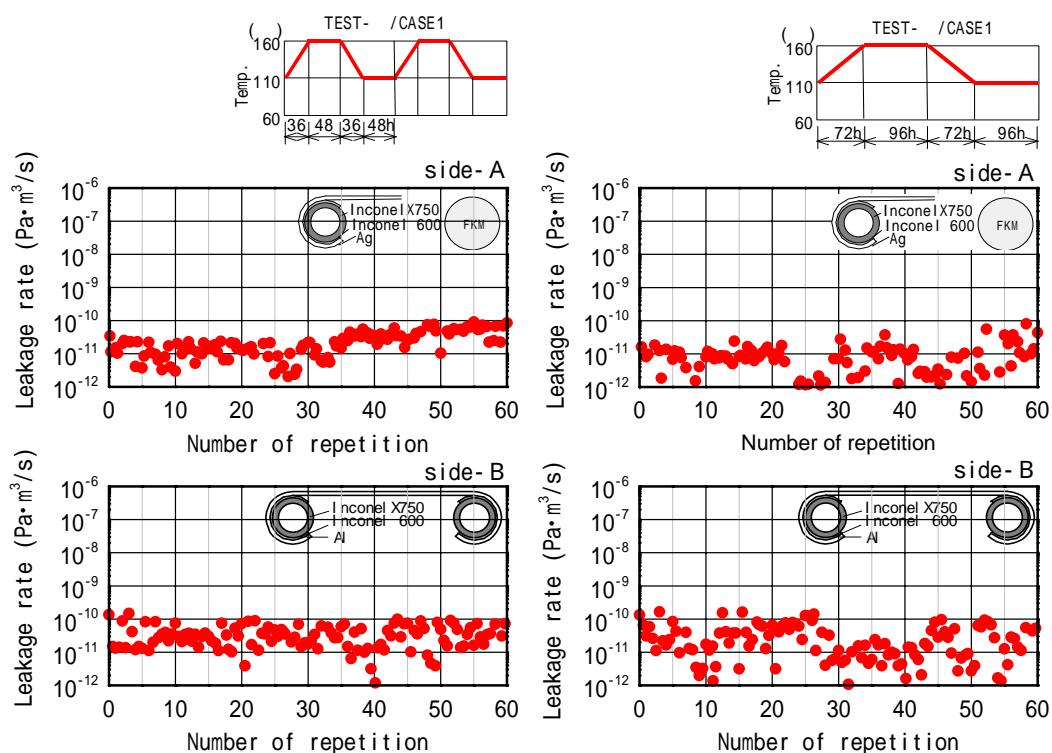 TEST- /CASE1
( )
160
110
60
Temp.
36 48 36 48h
TEST- /CASE1
( )
160
110
60
Temp.
72h 96h 72h 96h
side-A
Leakage rate (Pa•m³/s)
10⁻⁶
10⁻⁷
10⁻⁸
10⁻⁹
10⁻¹⁰
10⁻¹¹
10⁻¹²
Inconel X750
Inconel 600
Ag
FKM
0 10 20 30 40 50 60
Number of repetition
side-A
Leakage rate (Pa•m³/s)
10⁻⁶
10⁻⁷
10⁻⁸
10⁻⁹
10⁻¹⁰
10⁻¹¹
10⁻¹²
Inconel X750
Inconel 600
Ag
FKM
0 10 20 30 40 50 60
Number of repetition
side-B
Leakage rate (Pa•m³/s)
10⁻⁶
10⁻⁷
10⁻⁸
10⁻⁹
10⁻¹⁰
10⁻¹¹
10⁻¹²
Inconel X750
Inconel 600
Al
0 10 20 30 40 50 60
Number of repetition
side-B
Leakage rate (Pa•m³/s)
10⁻⁶
10⁻⁷
10⁻⁸
10⁻⁹
10⁻¹⁰
10⁻¹¹
10⁻¹²
Inconel X750
Inconel 600
Al
0 10 20 30 40 50 60
Number of repetition